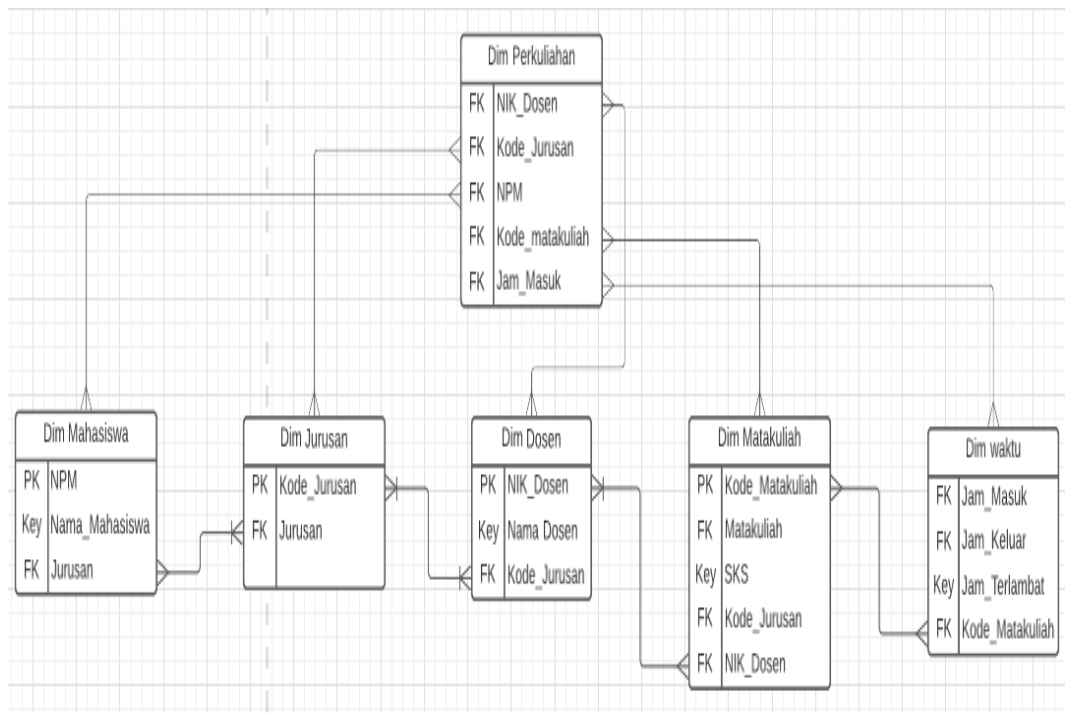 Dim Perkuliahan
FK NIK_Dosen
FK Kode_Jurusan
FK NPM
FK Kode_matakuliah
FK Jam_Masuk
Dim Mahasiswa
PK NPM
Key Nama_Mahasiswa
FK Jurusan
Dim Jurusan
PK Kode_Jurusan
FK Jurusan
Dim Dosen
PK NIK_Dosen
Key Nama Dosen
FK Kode_Jurusan
Dim Matakuliah
PK Kode_Matakuliah
FK Matakuliah
Key SKS
FK Kode_Jurusan
FK NIK_Dosen
Dim waktu
FK Jam_Masuk
FK Jam_Keluar
Key Jam_Terlambat
FK Kode_Matakuliah